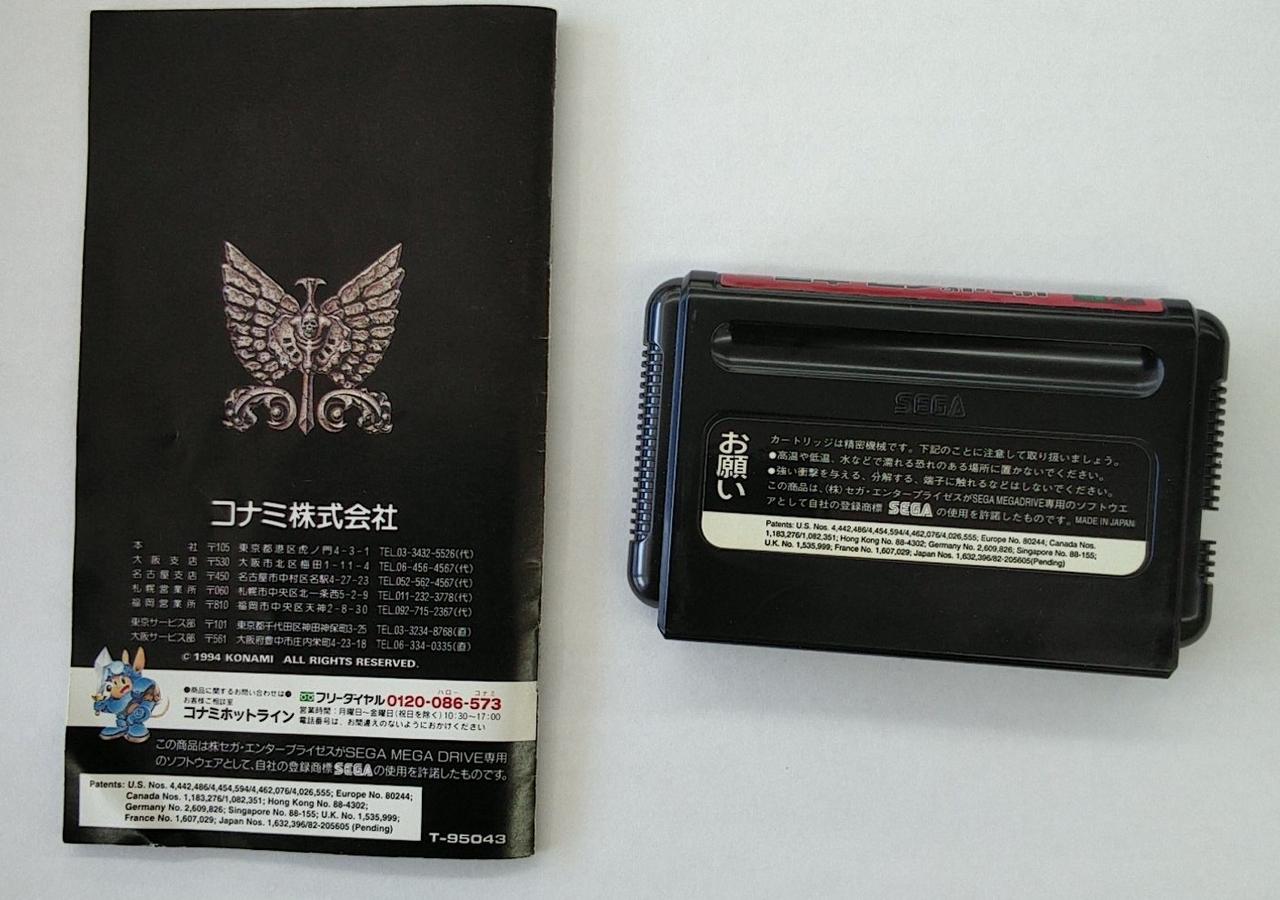 コナミ株式会社
本社 〒105 東京都港区虎ノ門4-3-1 TEL.03-3432-5526(代)
大阪支店 〒530 大阪市北区梅田1-11-4 TEL.06-456-4567(代)
名古屋支店 〒450 名古屋市中村区名駅4-27-23 TEL.052-562-4567(代)
札幌営業所 〒060 札幌市中央区北一条西5-2-9 TEL.011-232-3778(代)
福岡営業所 〒810 福岡市中央区天神2-8-30 TEL.092-715-2367(代)
東京サービス部 〒101 東京都千代田区神田神保町3-25 TEL.03-3234-8768(直)
大阪サービス部 〒561 大阪府豊中市庄内栄町4-23-18 TEL.06-334-0335(直)
© 1994 KONAMI ALL RIGHTS RESERVED.
●商品に関するお問い合わせは●
お客様ご相談室
コナミホットライン
ハロー コナミ
フリーダイヤル 0120-086-573
営業時間:月曜日~金曜日(祝日を除く)10:30~17:00
電話番号は、お間違えのないようにおかけください
この商品は株セガ・エンタープライゼスがSEGA MEGA DRIVE専用
のソフトウェアとして、自社の登録商標SEGAの使用を許諾したものです。
Patents: U.S. Nos. 4,442,486/4,454,594/4,462,076/4,026,555; Europe No. 80244;
Canada Nos. 1,183,276/1,082,351; Hong Kong No. 88-4302;
Germany No. 2,609,826; Singapore No. 88-155; U.K. No. 1,535,999;
France No. 1,607,029; Japan Nos. 1,632,396/82-205605 (Pending)
T-95043
SEGA
お願い
カートリッジは精密機械です。下記のことに注意して取り扱いましょう。
●高温や低温、水などで濡れる恐れのある場所に置かないでください。
●強い衝撃を与える、分解する、端子に触れるなどはしないでください。
この商品は、(株)セガ・エンタープライゼスがSEGA MEGADRIVE専用のソフトウエ
アとして自社の登録商標 SEGA の使用を許諾したものです。MADE IN JAPAN
Patents: U.S. Nos. 4,442,486/4,454,594/4,462,076/4,026,555; Europe No. 80244; Canada Nos.
1,183,276/1,082,351; Hong Kong No. 88-4302; Germany No. 2,609,826; Singapore No. 88-155;
U.K. No. 1,535,999; France No. 1,607,029; Japan Nos. 1,632,396/82-205605(Pending)